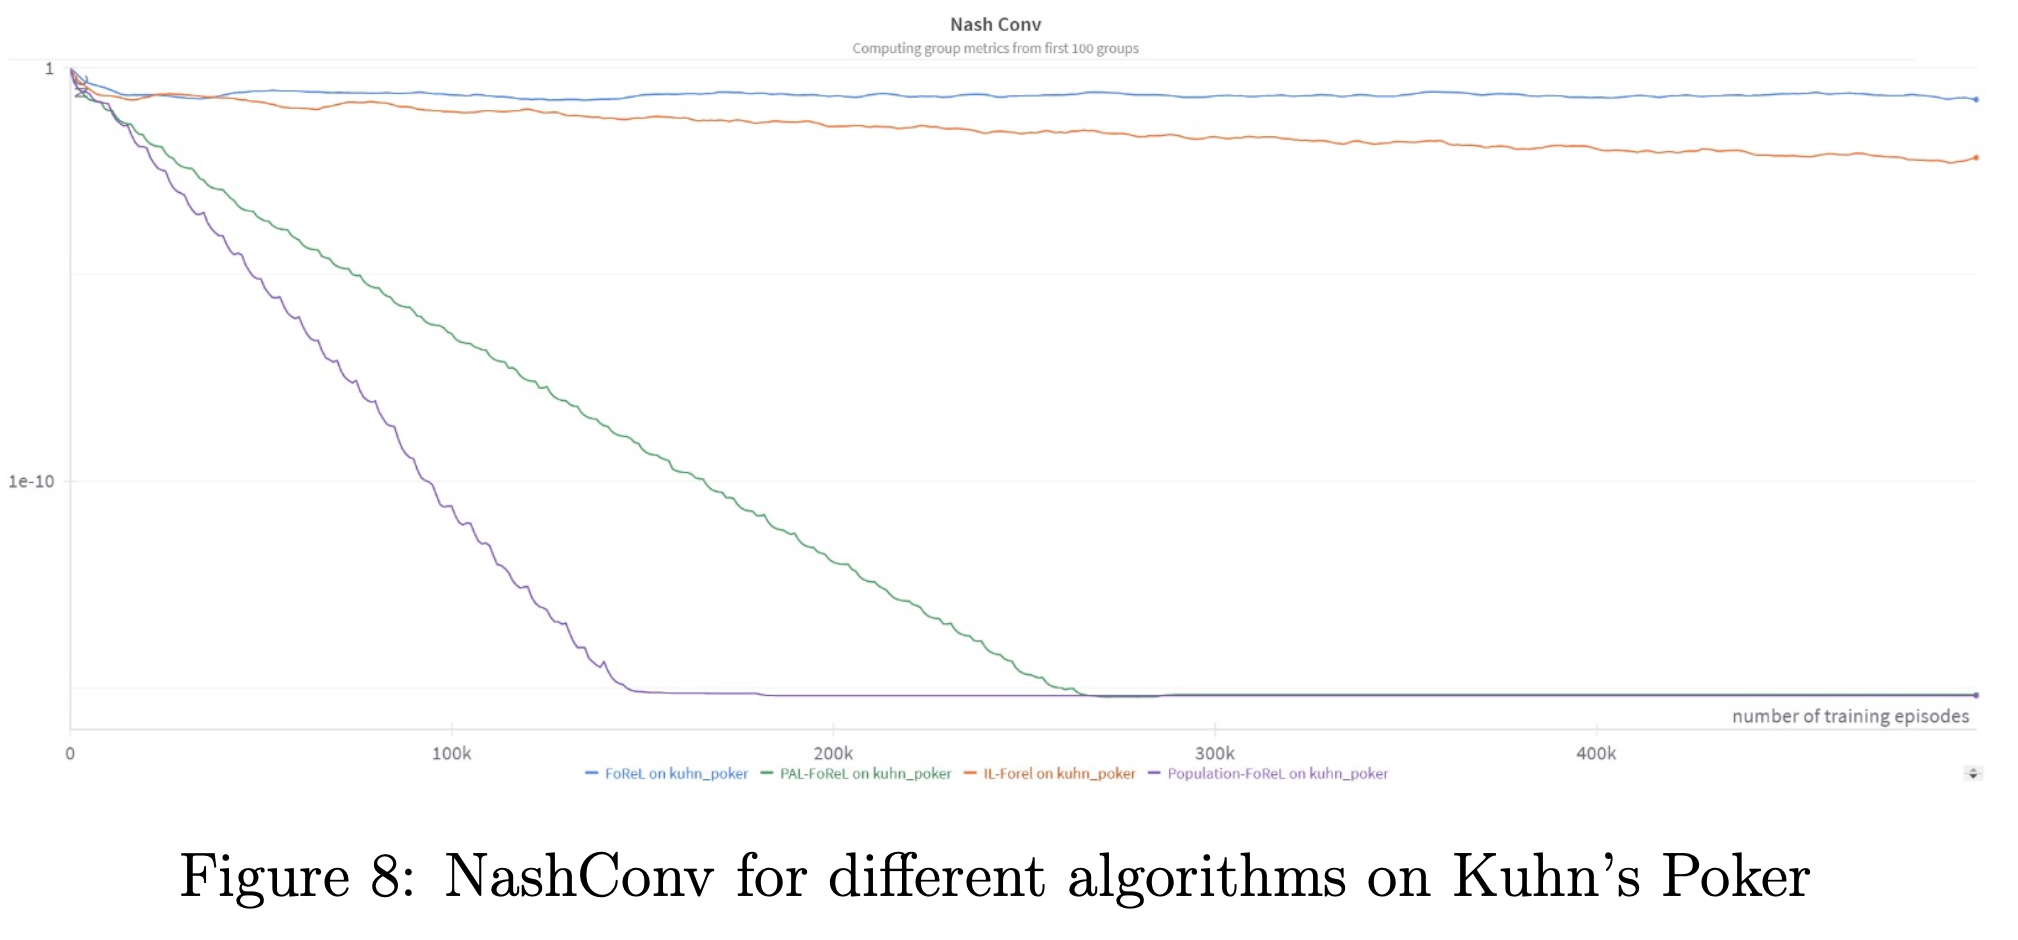 Nash Conv
Computing group metrics from first 100 groups
1
1e-10
number of training episodes
0 100k 200k 300k 400k
FoReL on kuhn_poker PAL-FoReL on kuhn_poker IL-Forel on kuhn_poker Population-FoReL on kuhn_poker
Figure 8: NashConv for different algorithms on Kuhn's Poker